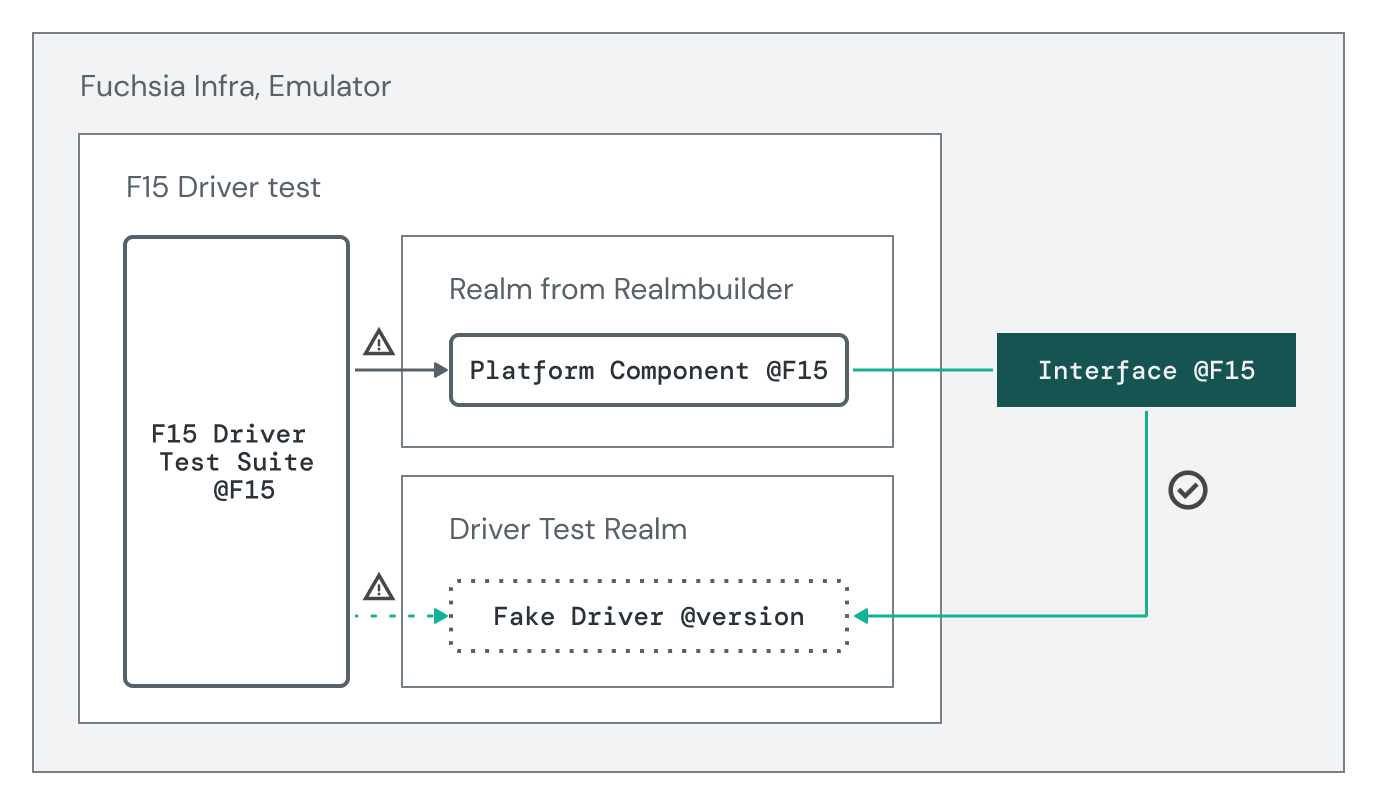 Fuchsia Infra, Emulator
F15 Driver test
Realm from Realmbuilder
Platform Component @F15
Interface @F15
F15 Driver
Test Suite
@F15
Driver Test Realm
Fake Driver @version